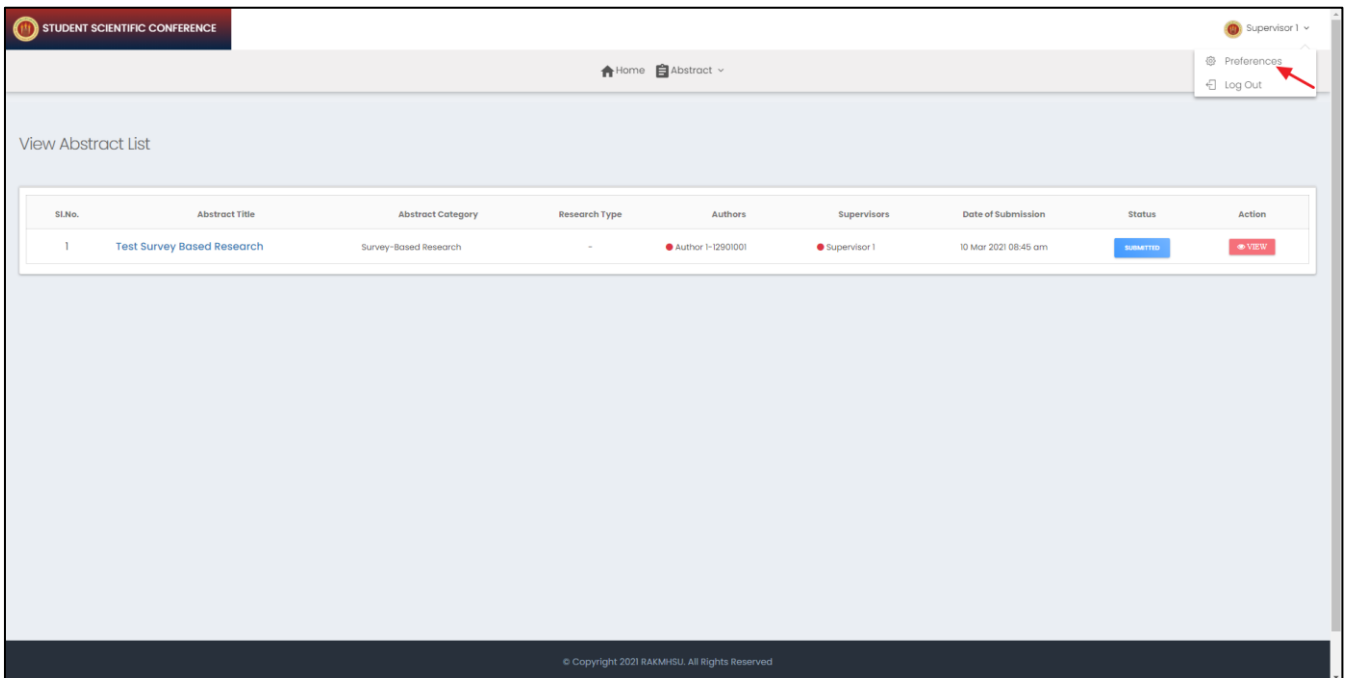 STUDENT SCIENTIFIC CONFERENCE
Supervisor 1
Home Abstract
Preferences
Log Out
View Abstract List
Sl.No. Abstract Title Abstract Category Research Type Authors Supervisors Date of Submission Status Action
1 Test Survey Based Research Survey-Based Research - Author 1-12901001 Supervisor 1 10 Mar 2021 08:45 am SUBMITTED VIEW
© Copyright 2021 RAKMHSU. All Rights Reserved